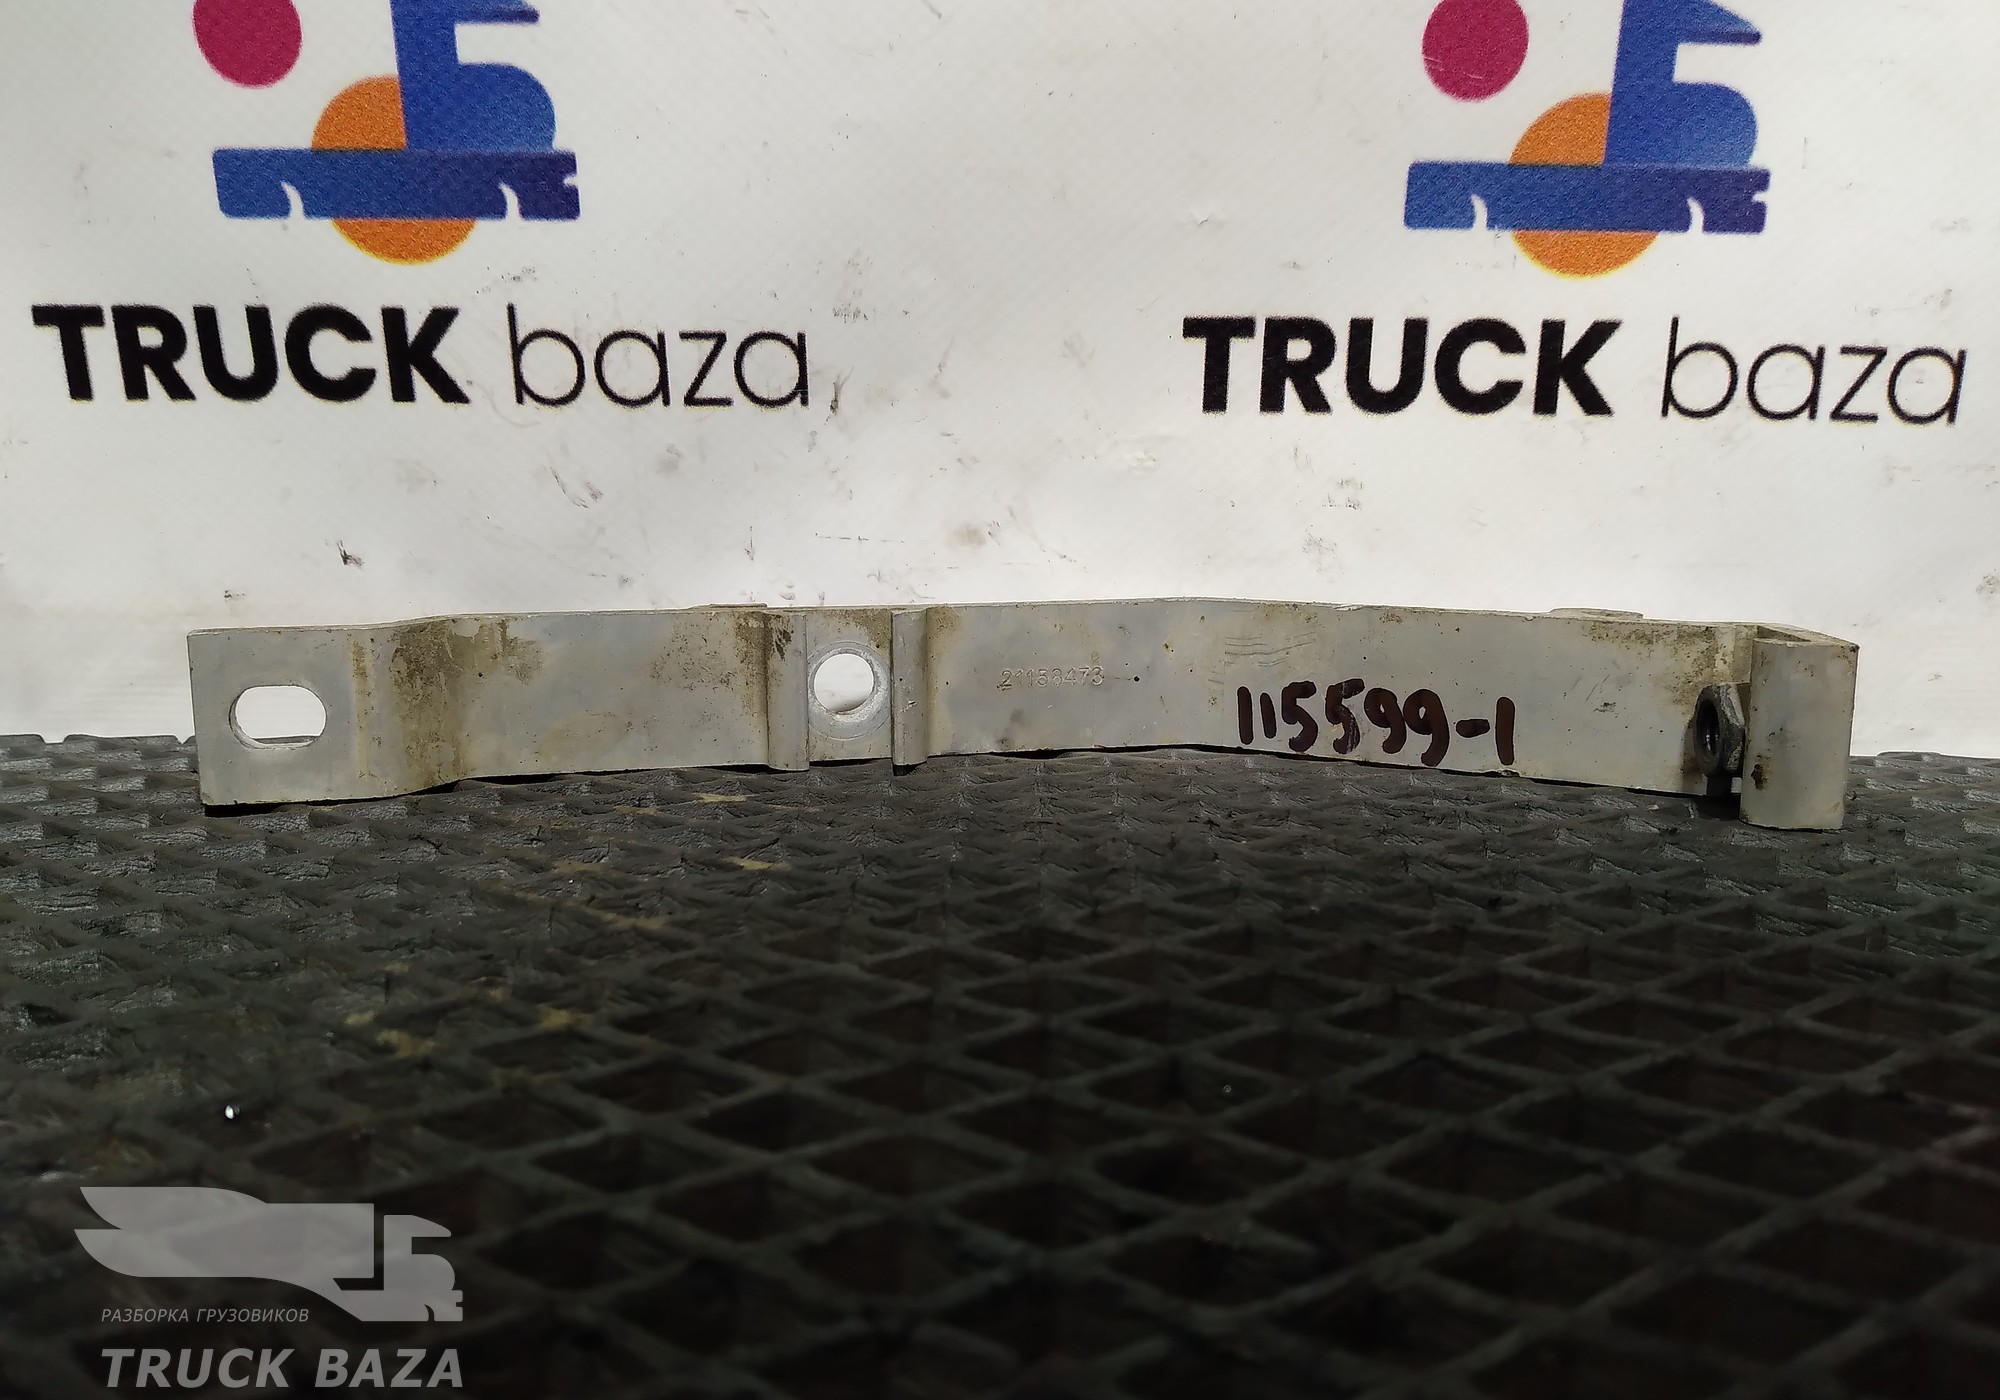 TRUCK baza
TRUCK baza
21158473
115599-1
РАЗБОРКА ГРУЗОВИКОВ
TRUCK BAZA